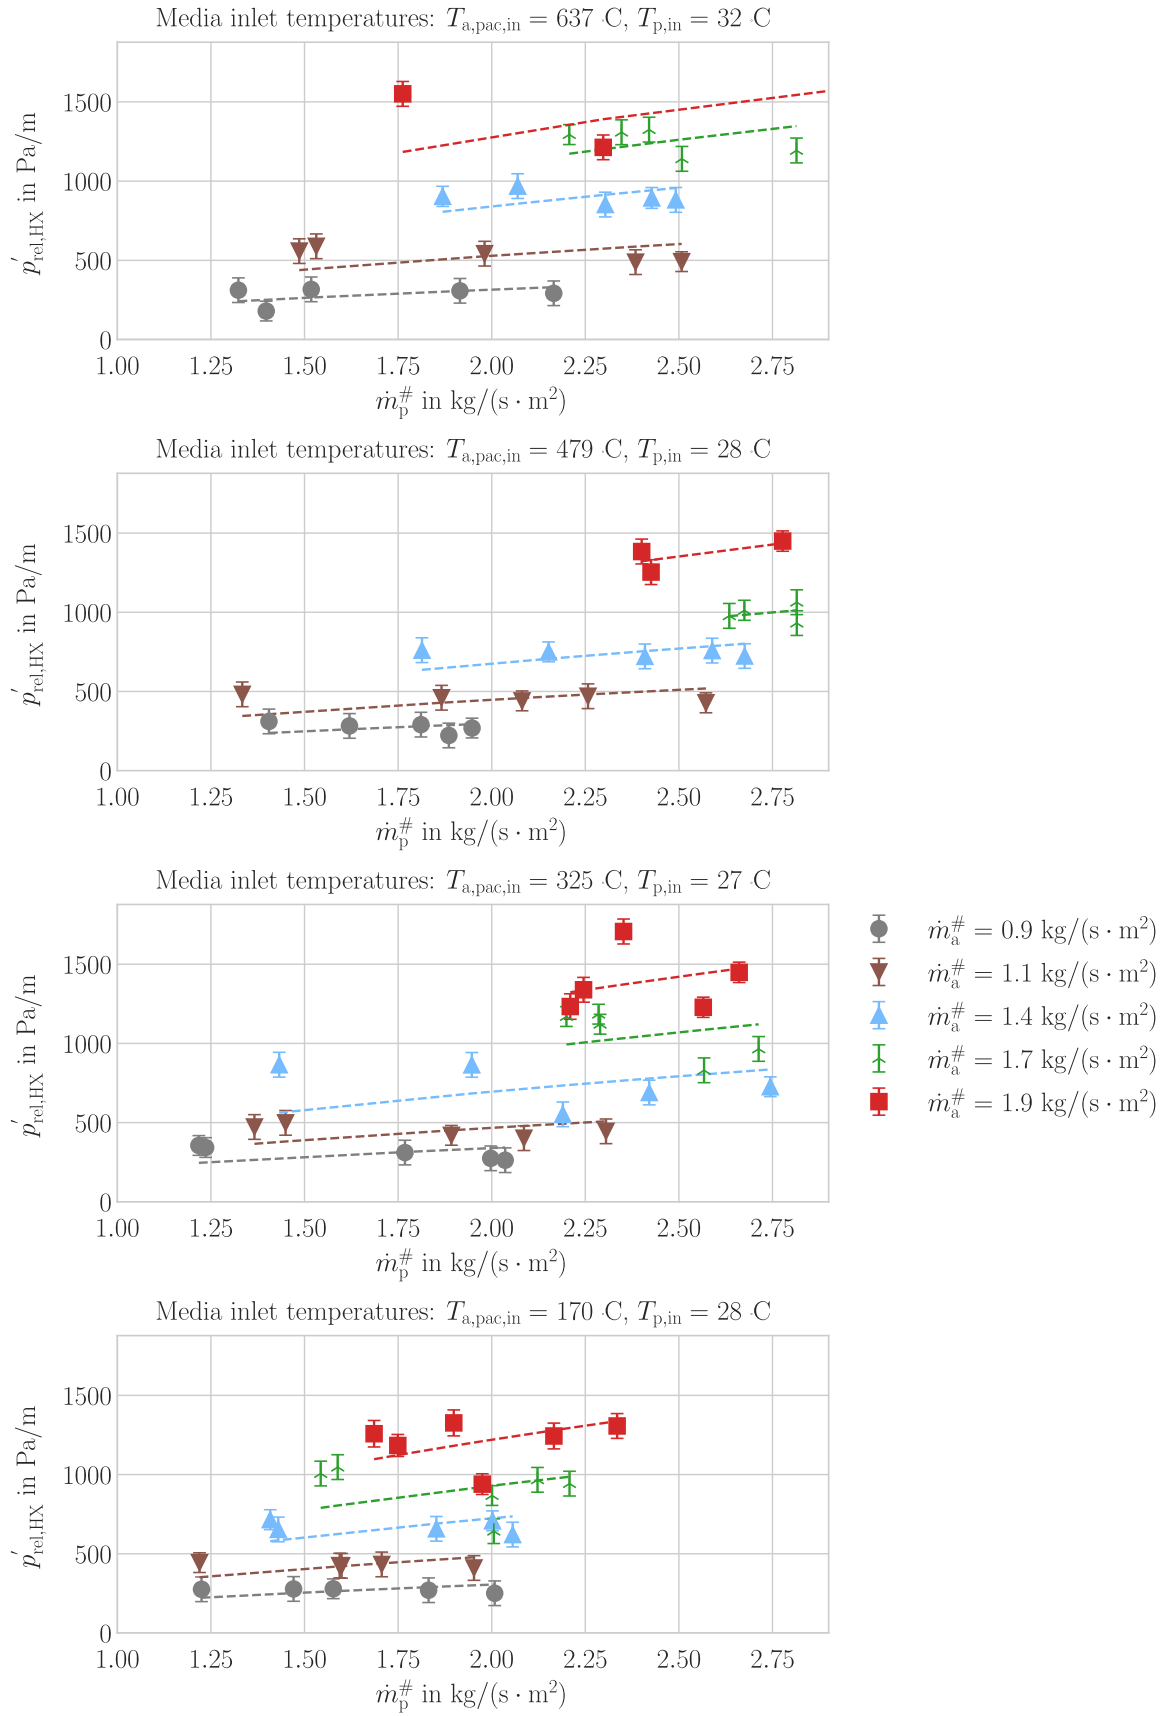 Media inlet temperatures: T_a,pac,in = 637 °C, T_p,in = 32 °C
1500
1000
500
0
p′_rel,HX in Pa/m
1.00 1.25 1.50 1.75 2.00 2.25 2.50 2.75
ṁ_p^# in kg/(s · m²)
Media inlet temperatures: T_a,pac,in = 479 °C, T_p,in = 28 °C
1500
1000
500
0
p′_rel,HX in Pa/m
1.00 1.25 1.50 1.75 2.00 2.25 2.50 2.75
ṁ_p^# in kg/(s · m²)
Media inlet temperatures: T_a,pac,in = 325 °C, T_p,in = 27 °C
1500
1000
500
0
p′_rel,HX in Pa/m
1.00 1.25 1.50 1.75 2.00 2.25 2.50 2.75
ṁ_p^# in kg/(s · m²)
ṁ_a^# = 0.9 kg/(s · m²)
ṁ_a^# = 1.1 kg/(s · m²)
ṁ_a^# = 1.4 kg/(s · m²)
ṁ_a^# = 1.7 kg/(s · m²)
ṁ_a^# = 1.9 kg/(s · m²)
Media inlet temperatures: T_a,pac,in = 170 °C, T_p,in = 28 °C
1500
1000
500
0
p′_rel,HX in Pa/m
1.00 1.25 1.50 1.75 2.00 2.25 2.50 2.75
ṁ_p^# in kg/(s · m²)